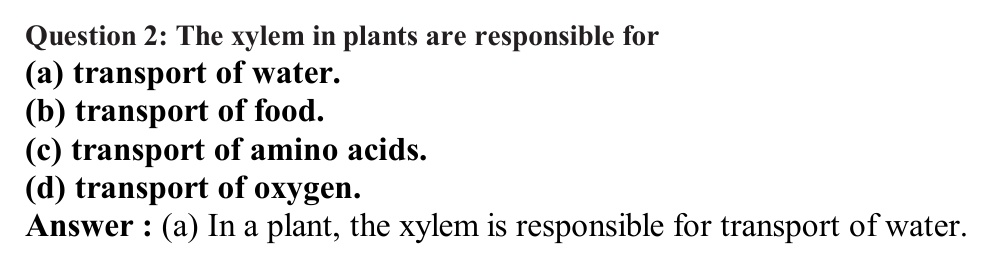 Question 2: The xylem in plants are responsible for
(a) transport of water.
(b) transport of food.
(c) transport of amino acids.
(d) transport of oxygen.
Answer : (a) In a plant, the xylem is responsible for transport of water.